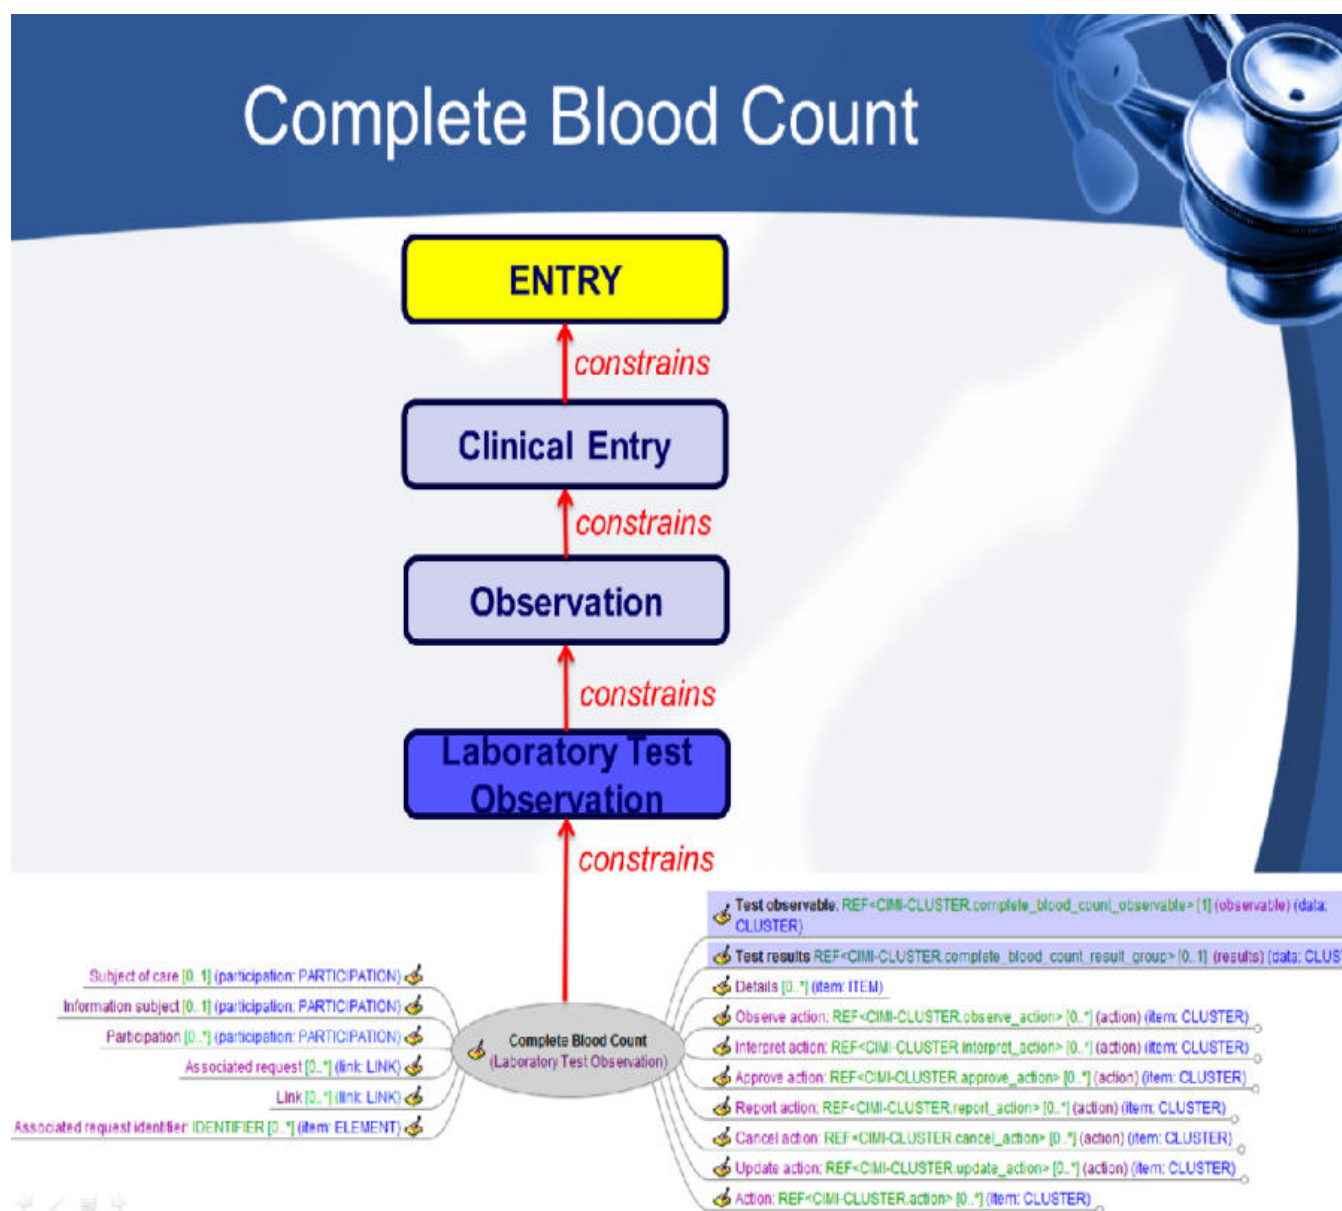 Complete Blood Count
ENTRY
constrains
Clinical Entry
constrains
Observation
constrains
Laboratory Test
Observation
constrains
Subject of care [0..1] (participation: PARTICIPATION)
Information subject [0..1] (participation: PARTICIPATION)
Participation [0..*] (participation: PARTICIPATION)
Associated request [0..*] (link: LINK)
Link [0..*] (link: LINK)
Associated request identifier: IDENTIFIER [0..*] (item: ELEMENT)
Complete Blood Count
(Laboratory Test Observation)
Test observable: REF<CIMI-CLUSTER.complete_blood_count_observable> [1] (observable) (data:
CLUSTER)
Test results REF<CIMI-CLUSTER.complete_blood_count_result_group> [0..1] (results) (data: CLUST
Details [0..*] (item: ITEM)
Observe action: REF<CIMI-CLUSTER.observe_action> [0..*] (action) (item: CLUSTER)
Interpret action: REF<CIMI-CLUSTER.interpret_action> [0..*] (action) (item: CLUSTER)
Approve action: REF<CIMI-CLUSTER.approve_action> [0..*] (action) (item: CLUSTER)
Report action: REF<CIMI-CLUSTER.report_action> [0..*] (action) (item: CLUSTER)
Cancel action: REF<CIMI-CLUSTER.cancel_action> [0..*] (action) (item: CLUSTER)
Update action: REF<CIMI-CLUSTER.update_action> [0..*] (action) (item: CLUSTER)
Action: REF<CIMI-CLUSTER.action> [0..*] (item: CLUSTER)